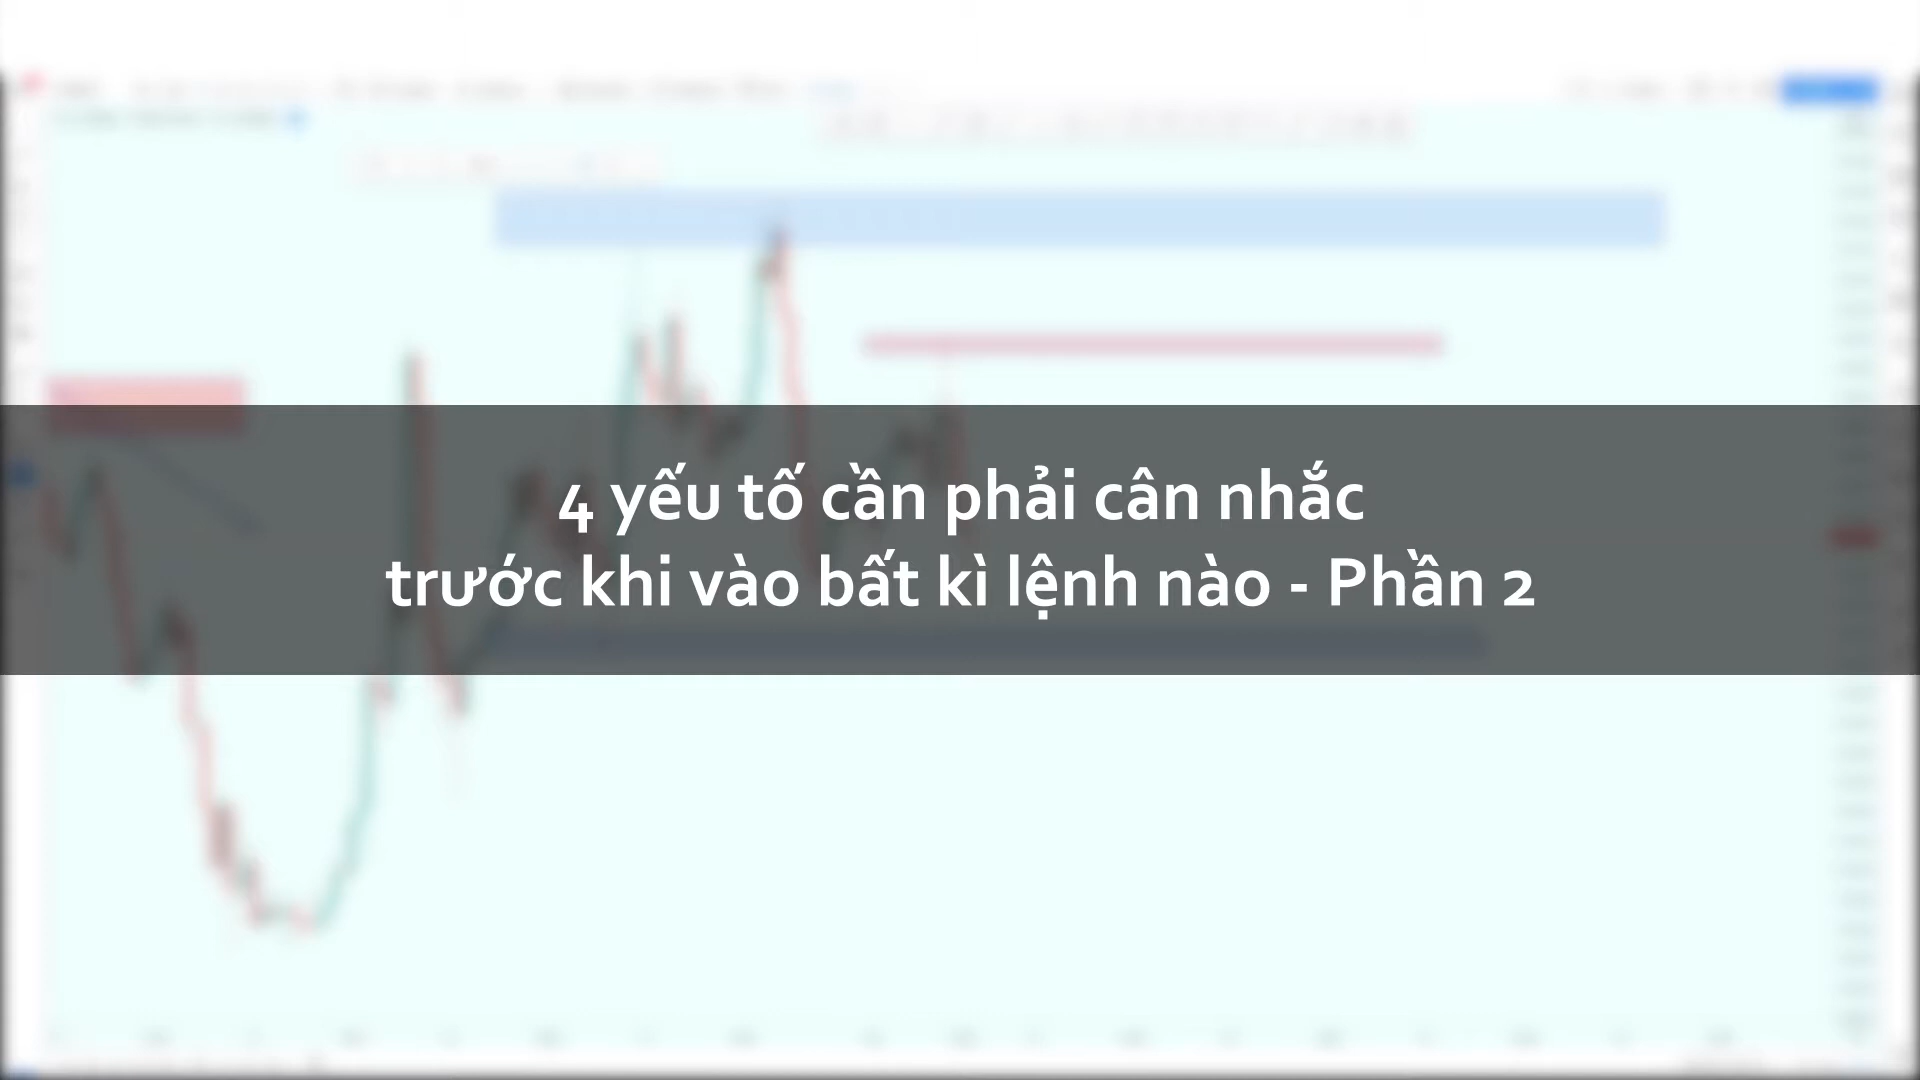 4 yếu tố cần phải cân nhắc
trước khi vào bất kì lệnh nào - Phần 2